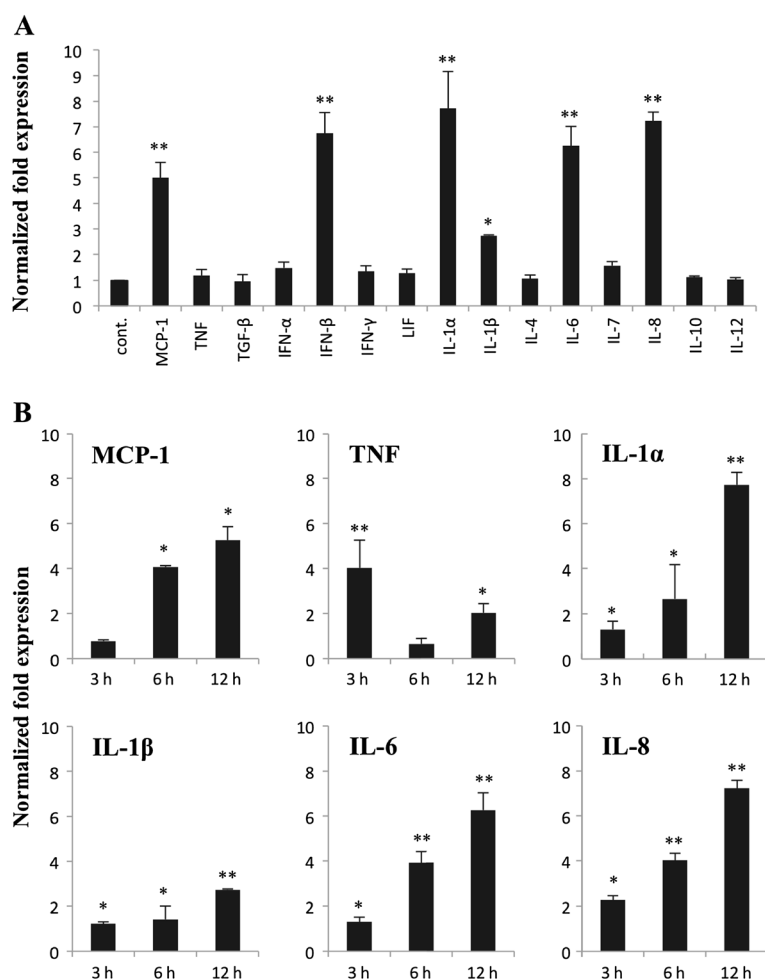 A
Normalized fold expression
10
9
8
7
6
5
4
3
2
1
0
** ** ** * ** **
cont. MCP-1 TNF TGF-β IFN-α IFN-β IFN-γ LIF IL-1α IL-1β IL-4 IL-6 IL-7 IL-8 IL-10 IL-12
B
Normalized fold expression
MCP-1
10
8
6
4
2
0
* *
3 h 6 h 12 h
TNF
10
8
6
4
2
0
** *
3 h 6 h 12 h
IL-1α
10
8
6
4
2
0
* * **
3 h 6 h 12 h
Normalized fold expression
IL-1β
10
8
6
4
2
0
* * **
3 h 6 h 12 h
IL-6
10
8
6
4
2
0
* ** **
3 h 6 h 12 h
IL-8
10
8
6
4
2
0
* ** **
3 h 6 h 12 h